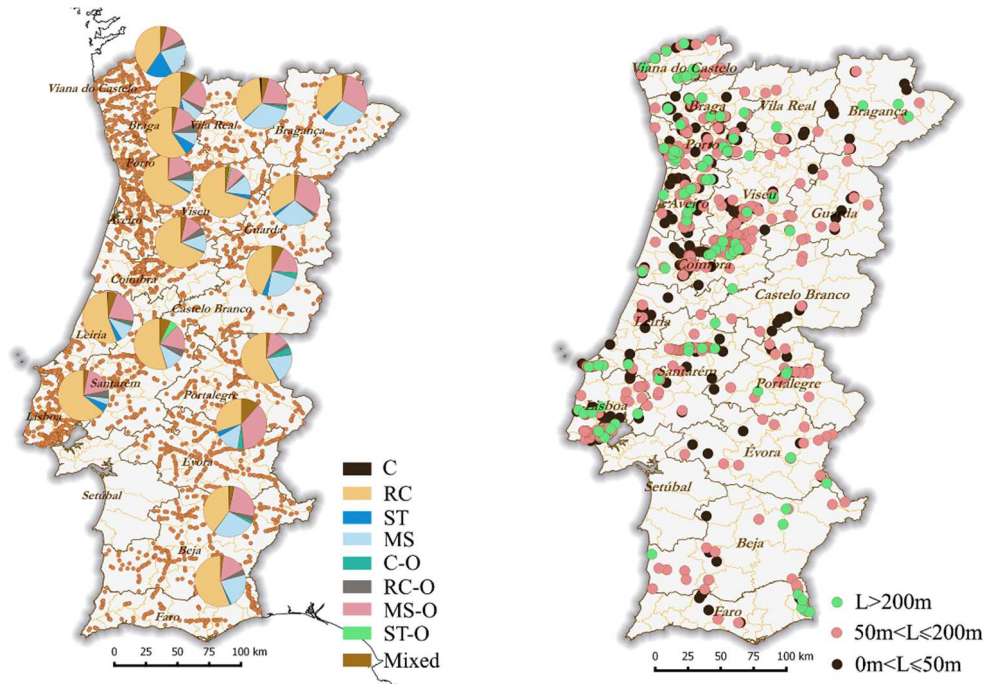 Viana do Castelo
Braga
Vila Real
Bragança
Porto
Viseu
Aveiro
Guarda
Coimbra
Castelo Branco
Leiria
Santarém
Portalegre
Lisboa
Évora
Setúbal
Beja
Faro
C
RC
ST
MS
C-O
RC-O
MS-O
ST-O
Mixed
0 25 50 75 100 km
Viana do Castelo
Braga
Vila Real
Bragança
Porto
Viseu
Aveiro
Guarda
Coimbra
Castelo Branco
Leiria
Santarém
Portalegre
Lisboa
Évora
Setúbal
Beja
Faro
L>200m
50m<L⩽200m
0m<L⩽50m
0 25 50 75 100 km